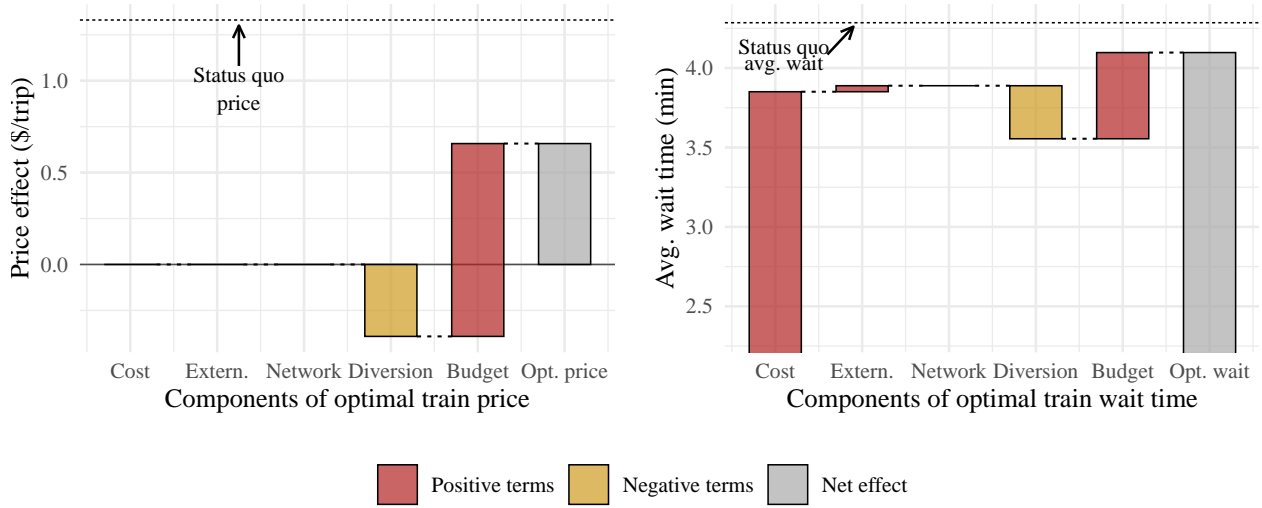 Price effect ($/trip)
1.0
0.5
0.0
Status quo
price
Cost
Extern.
Network
Diversion
Budget
Opt. price
Components of optimal train price
Avg. wait time (min)
4.0
3.5
3.0
2.5
Status quo
avg. wait
Cost
Extern.
Network
Diversion
Budget
Opt. wait
Components of optimal train wait time
Positive terms
Negative terms
Net effect